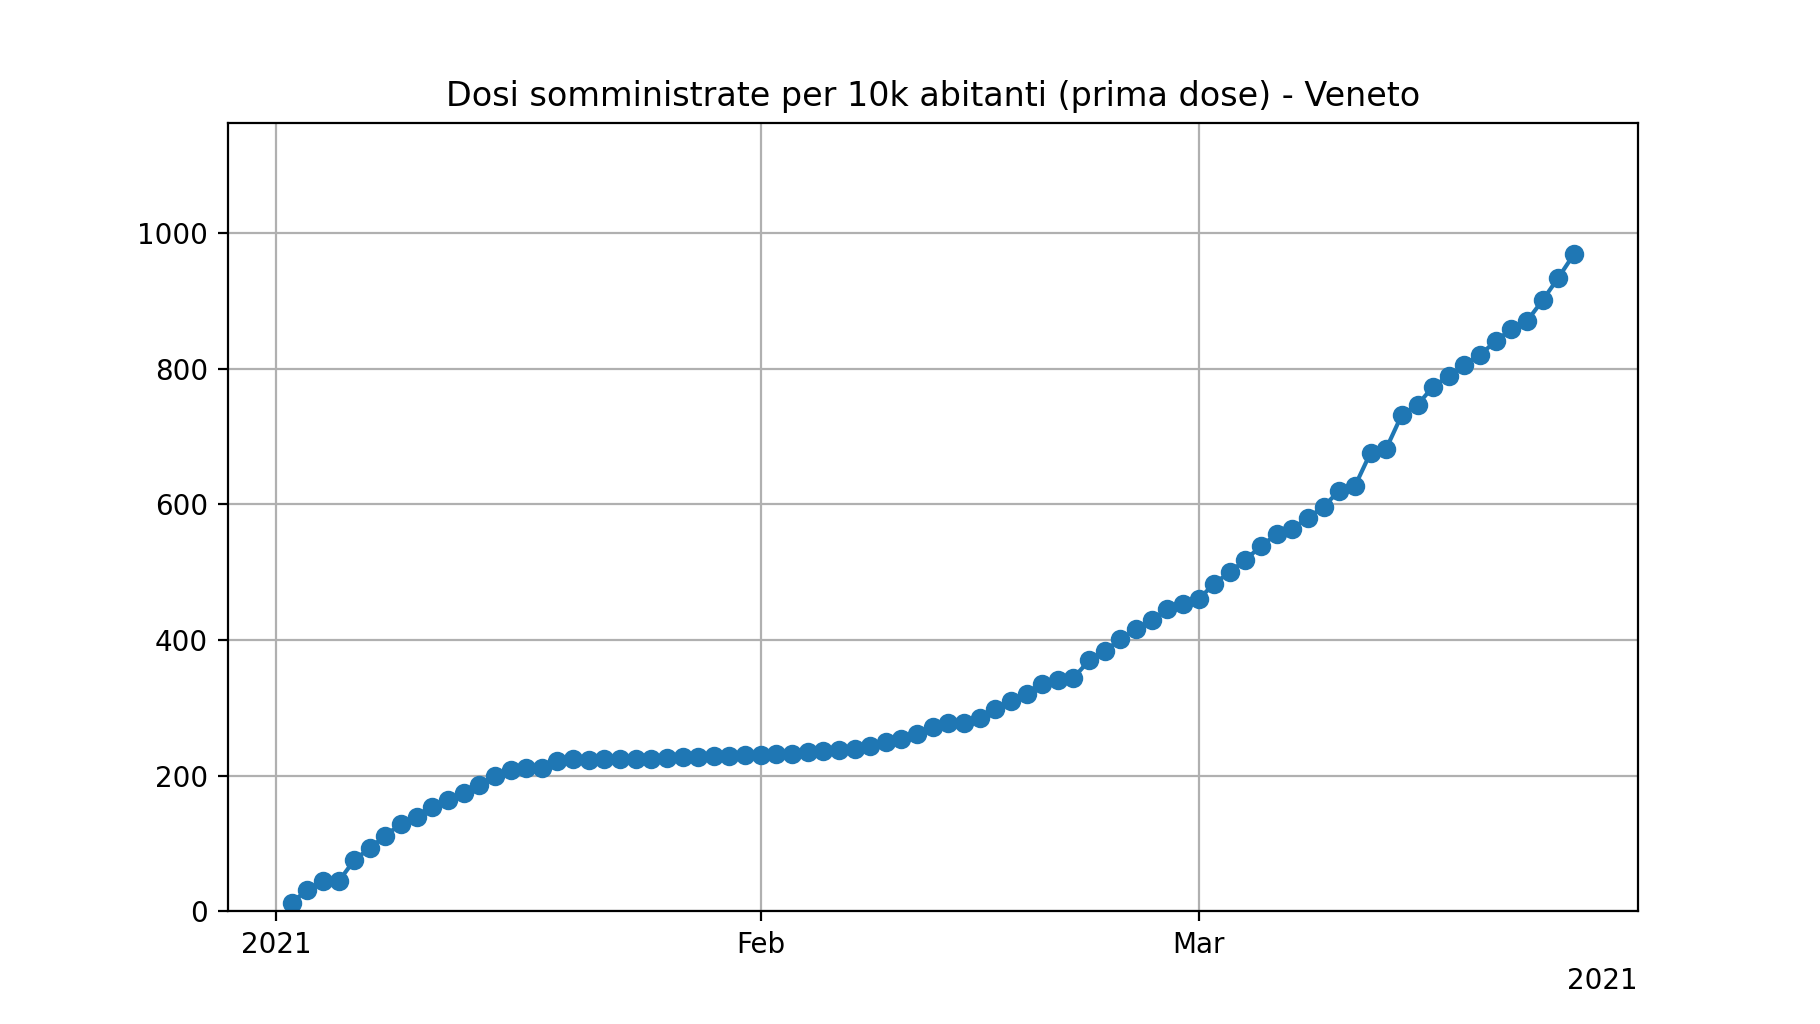 Dosi somministrate per 10k abitanti (prima dose) - Veneto
1000
800
600
400
200
0
2021
Feb
Mar
2021